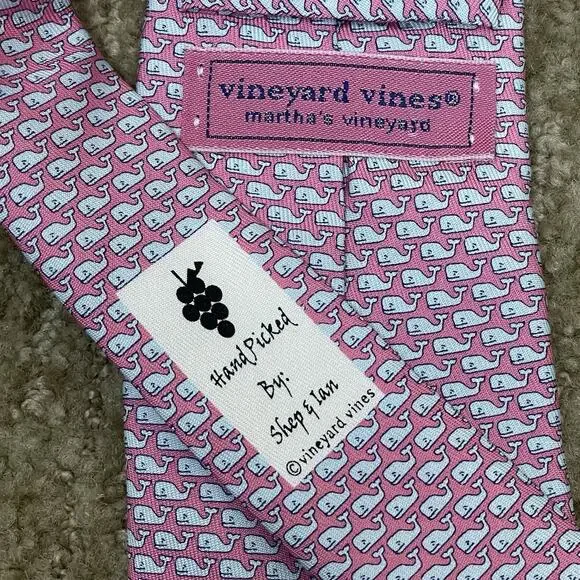 vineyard vines®
martha's vineyard
HandPicked
By:
Shep & Ian
©vineyard vines